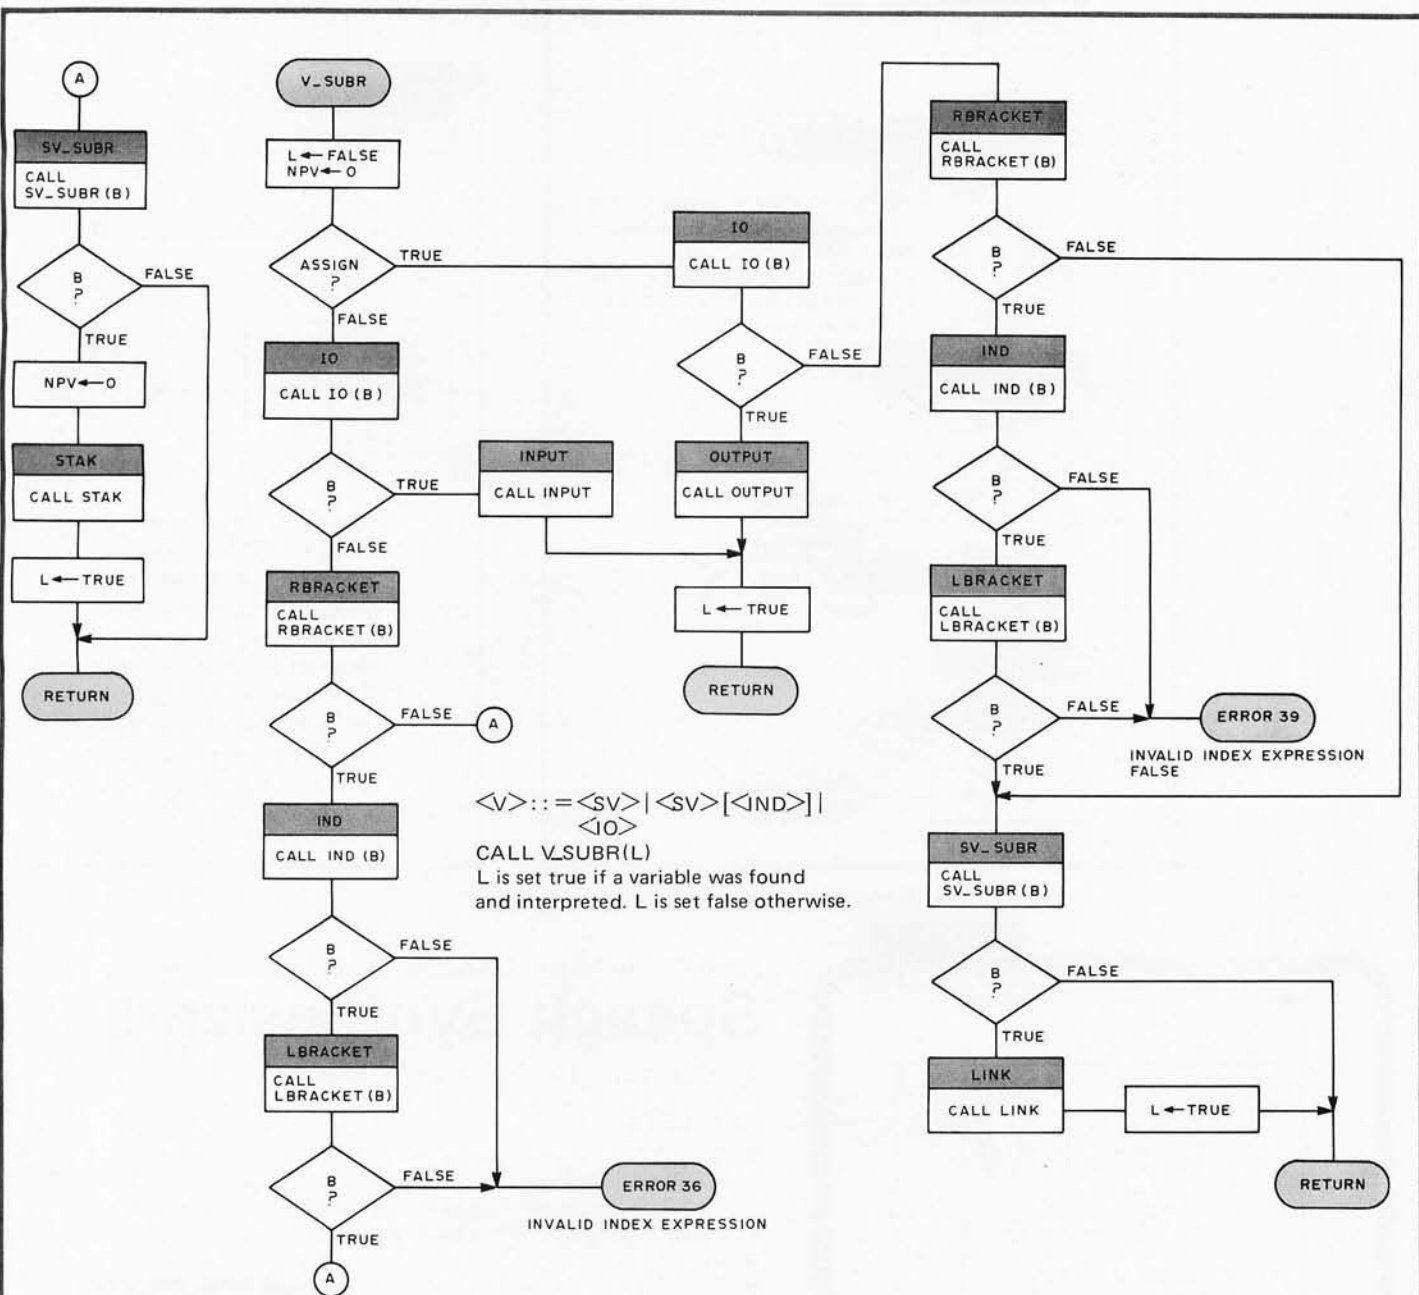 A
SV_SUBR
CALL
SV_SUBR (B)
B
?
FALSE
TRUE
NPV←O
STAK
CALL STAK
L←TRUE
RETURN
V_SUBR
L←FALSE
NPV←O
ASSIGN
?
TRUE
FALSE
IO
CALL IO (B)
B
?
TRUE
FALSE
INPUT
CALL INPUT
RBRACKET
CALL
RBRACKET (B)
B
?
FALSE
A
TRUE
IND
CALL IND (B)
B
?
FALSE
TRUE
LBRACKET
CALL
LBRACKET (B)
B
?
FALSE
ERROR 36
INVALID INDEX EXPRESSION
TRUE
A
IO
CALL IO (B)
B
?
FALSE
TRUE
OUTPUT
CALL OUTPUT
L←TRUE
RETURN
<V>::=<SV>|<SV>[<IND>]|
<IO>
CALL V_SUBR(L)
L is set true if a variable was found
and interpreted. L is set false otherwise.
RBRACKET
CALL
RBRACKET (B)
B
?
FALSE
TRUE
IND
CALL IND (B)
B
?
FALSE
TRUE
LBRACKET
CALL
LBRACKET (B)
B
?
FALSE
ERROR 39
INVALID INDEX EXPRESSION
FALSE
TRUE
SV_SUBR
CALL
SV_SUBR (B)
B
?
FALSE
TRUE
LINK
CALL LINK
L←TRUE
RETURN